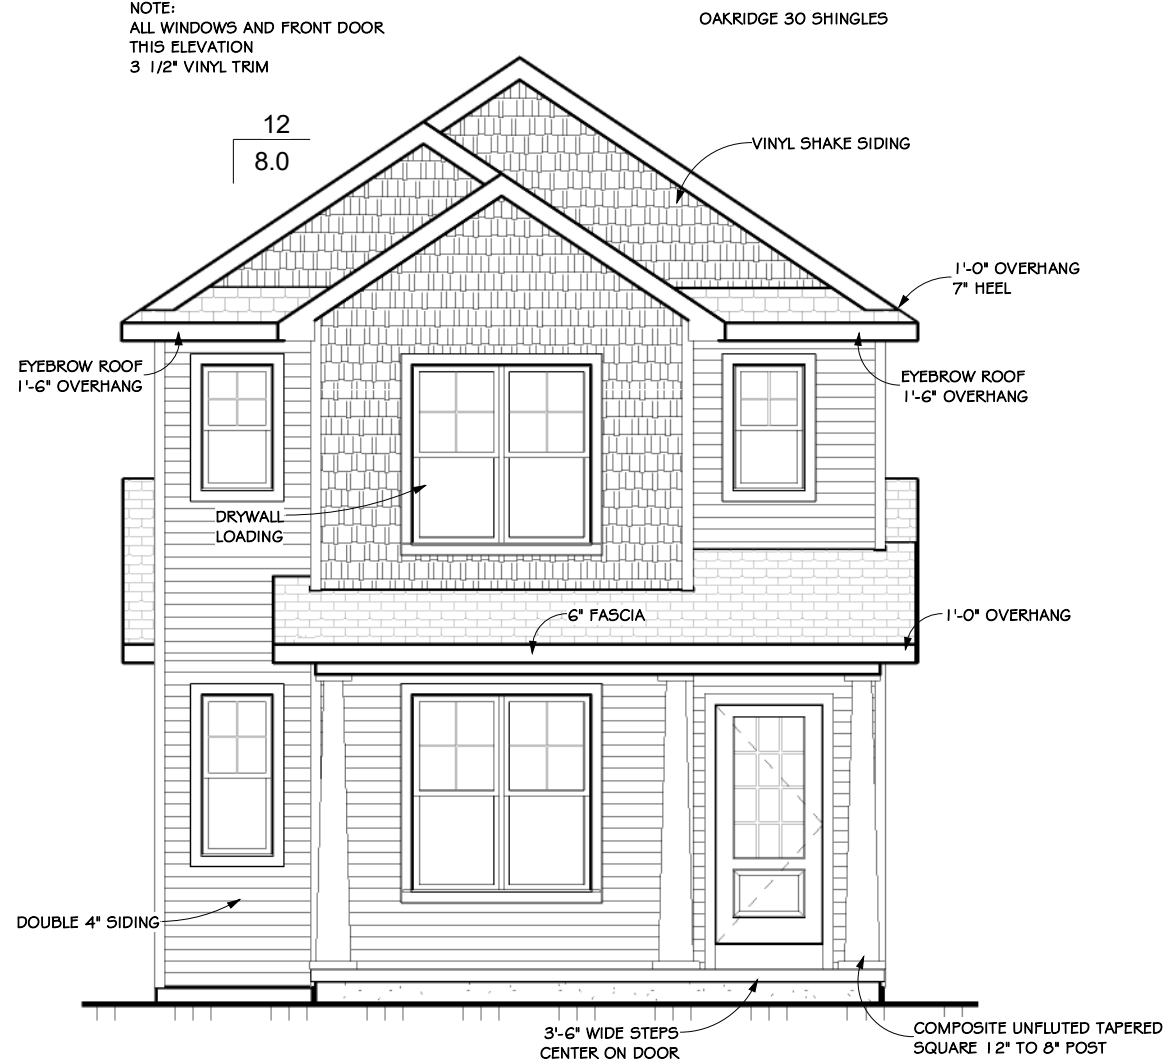 NOTE:
ALL WINDOWS AND FRONT DOOR
THIS ELEVATION
3 1/2" VINYL TRIM
OAKRIDGE 30 SHINGLES
12
8.0
VINYL SHAKE SIDING
1'-0" OVERHANG
7" HEEL
EYEBROW ROOF
1'-6" OVERHANG
EYEBROW ROOF
1'-6" OVERHANG
DRYWALL
LOADING
6" FASCIA
1'-0" OVERHANG
DOUBLE 4" SIDING
3'-6" WIDE STEPS
CENTER ON DOOR
COMPOSITE UNFLUTED TAPERED
SQUARE 12" TO 8" POST